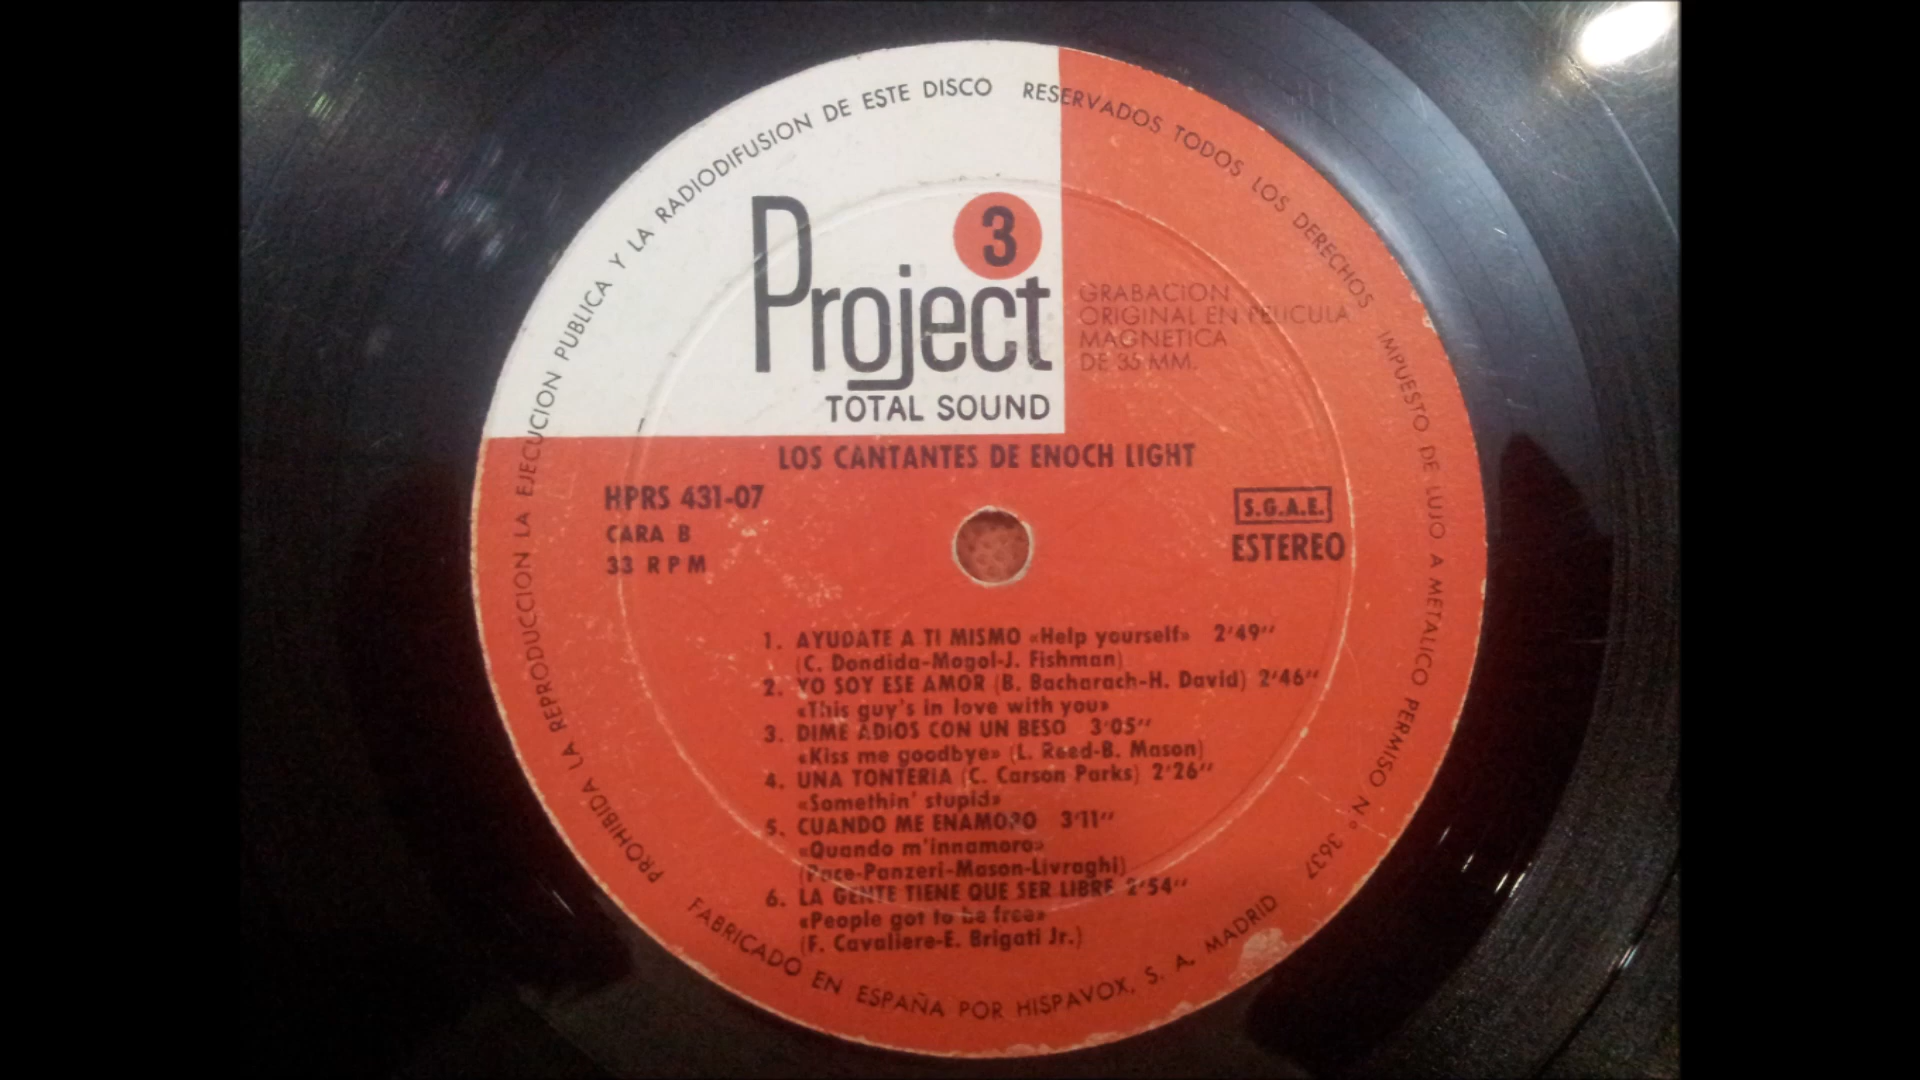 PROHIBIDA LA REPRODUCCION LA EJECUCION PUBLICA Y LA RADIODIFUSION DE ESTE DISCO RESERVADOS TODOS LOS DERECHOS IMPUESTO DE LUJO A METALICO PERMISO Nº 3637
3
Project
TOTAL SOUND
GRABACION
ORIGINAL EN PELICULA
MAGNETICA
DE 35 MM.
LOS CANTANTES DE ENOCH LIGHT
HPRS 431-07
CARA B
33 RPM
S.G.A.E.
ESTEREO
1. AYUDATE A TI MISMO «Help yourself» 2'49''
(C. Dondida-Mogol-J. Fishman)
2. YO SOY ESE AMOR (B. Bacharach-H. David) 2'46''
«This guy's in love with you»
3. DIME ADIOS CON UN BESO 3'05''
«Kiss me goodbye» (L. Reed-B. Mason)
4. UNA TONTERIA (C. Carson Parks) 2'26''
«Somethin' stupid»
5. CUANDO ME ENAMORO 3'11''
«Quando m'innamoro»
(Pace-Panzeri-Mason-Livraghi)
6. LA GENTE TIENE QUE SER LIBRE 2'54''
«People got to be free»
(F. Cavaliere-E. Brigati Jr.)
FABRICADO EN ESPAÑA POR HISPAVOX, S. A. MADRID